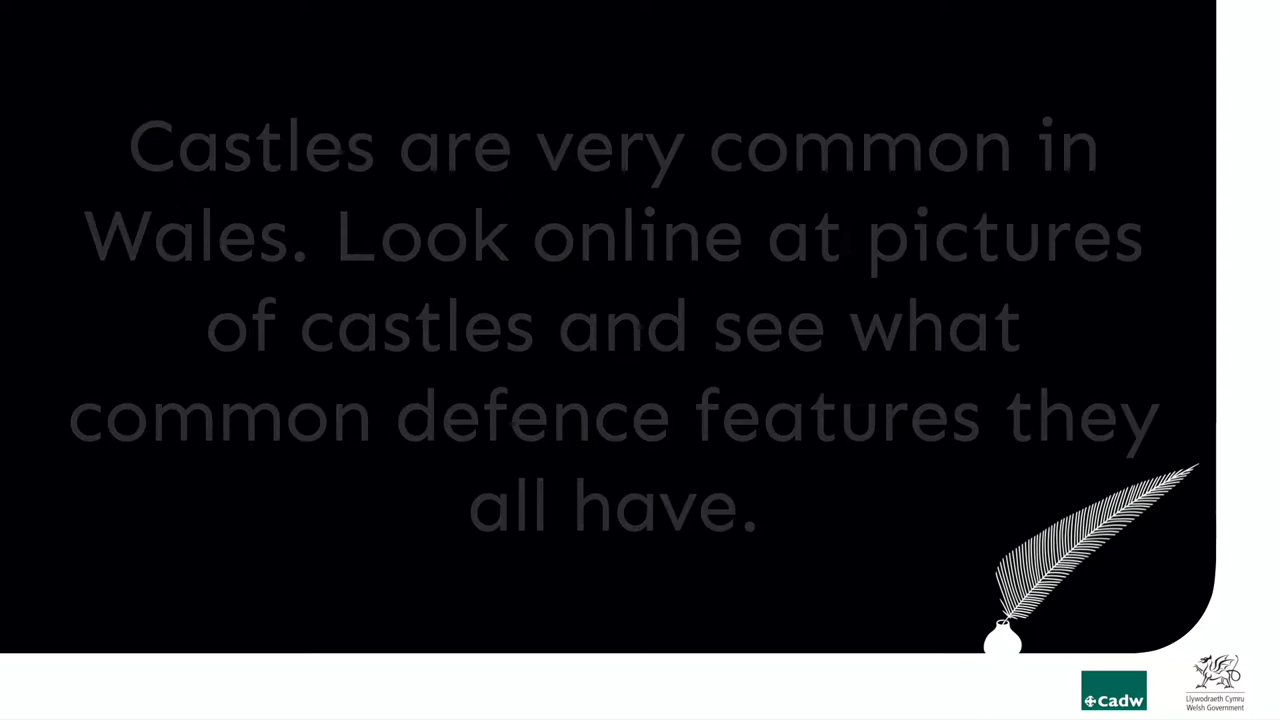 Castles are very common in
Wales. Look online at pictures
of castles and see what
common defence features they
all have.
Cadw
Llywodraeth Cymru
Welsh Government